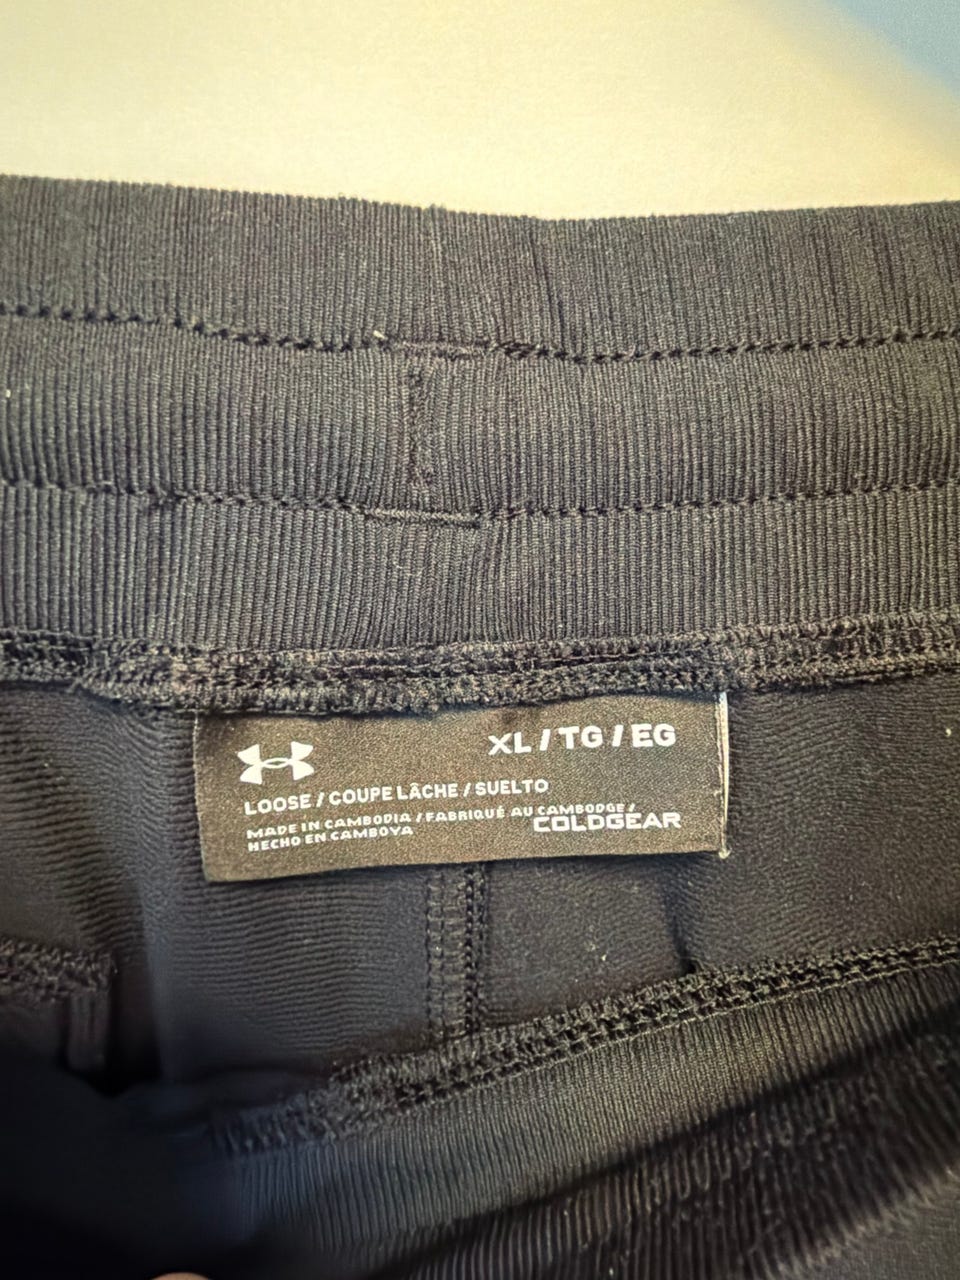 XL / TG / EG
LOOSE / COUPE LÂCHE / SUELTO
MADE IN CAMBODIA / FABRIQUÉ AU CAMBODGE /
HECHO EN CAMBOYA
COLDGEAR